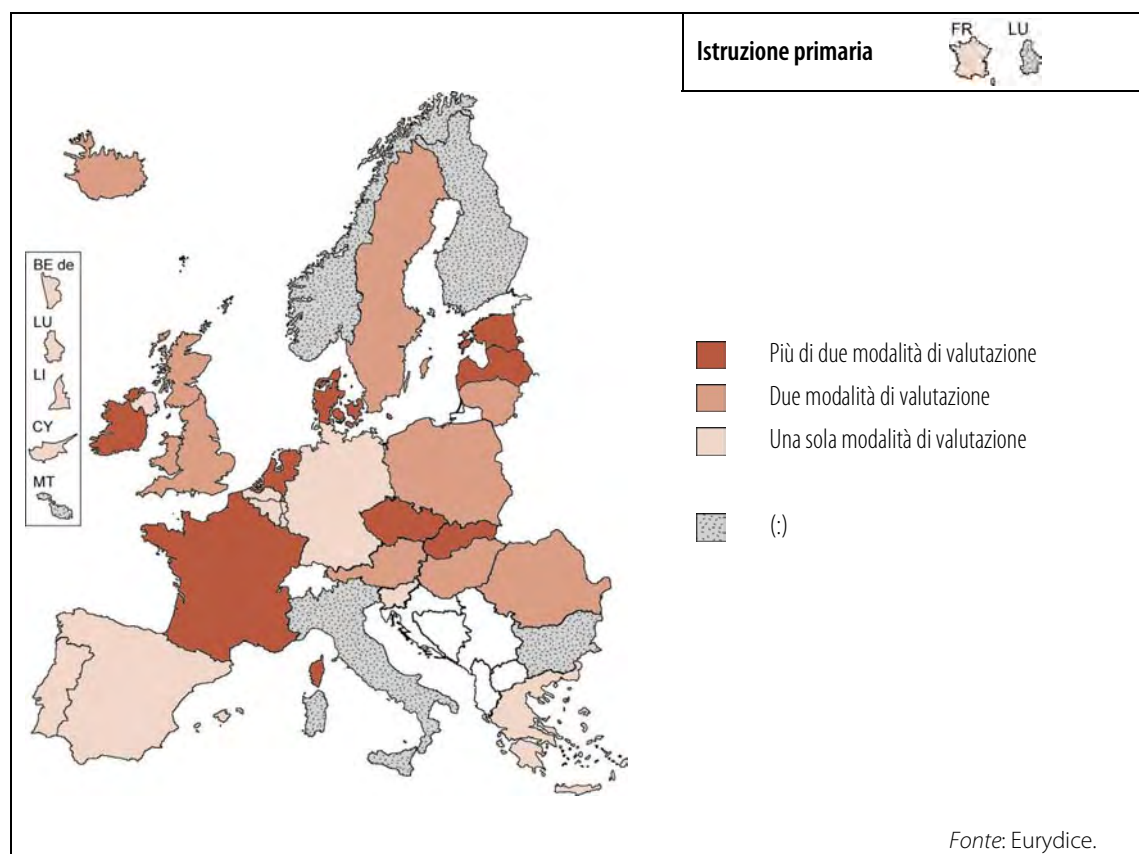 Istruzione primaria
FR LU
BE de
LU
LI
CY
MT
Più di due modalità di valutazione
Due modalità di valutazione
Una sola modalità di valutazione
(:)
Fonte: Eurydice.